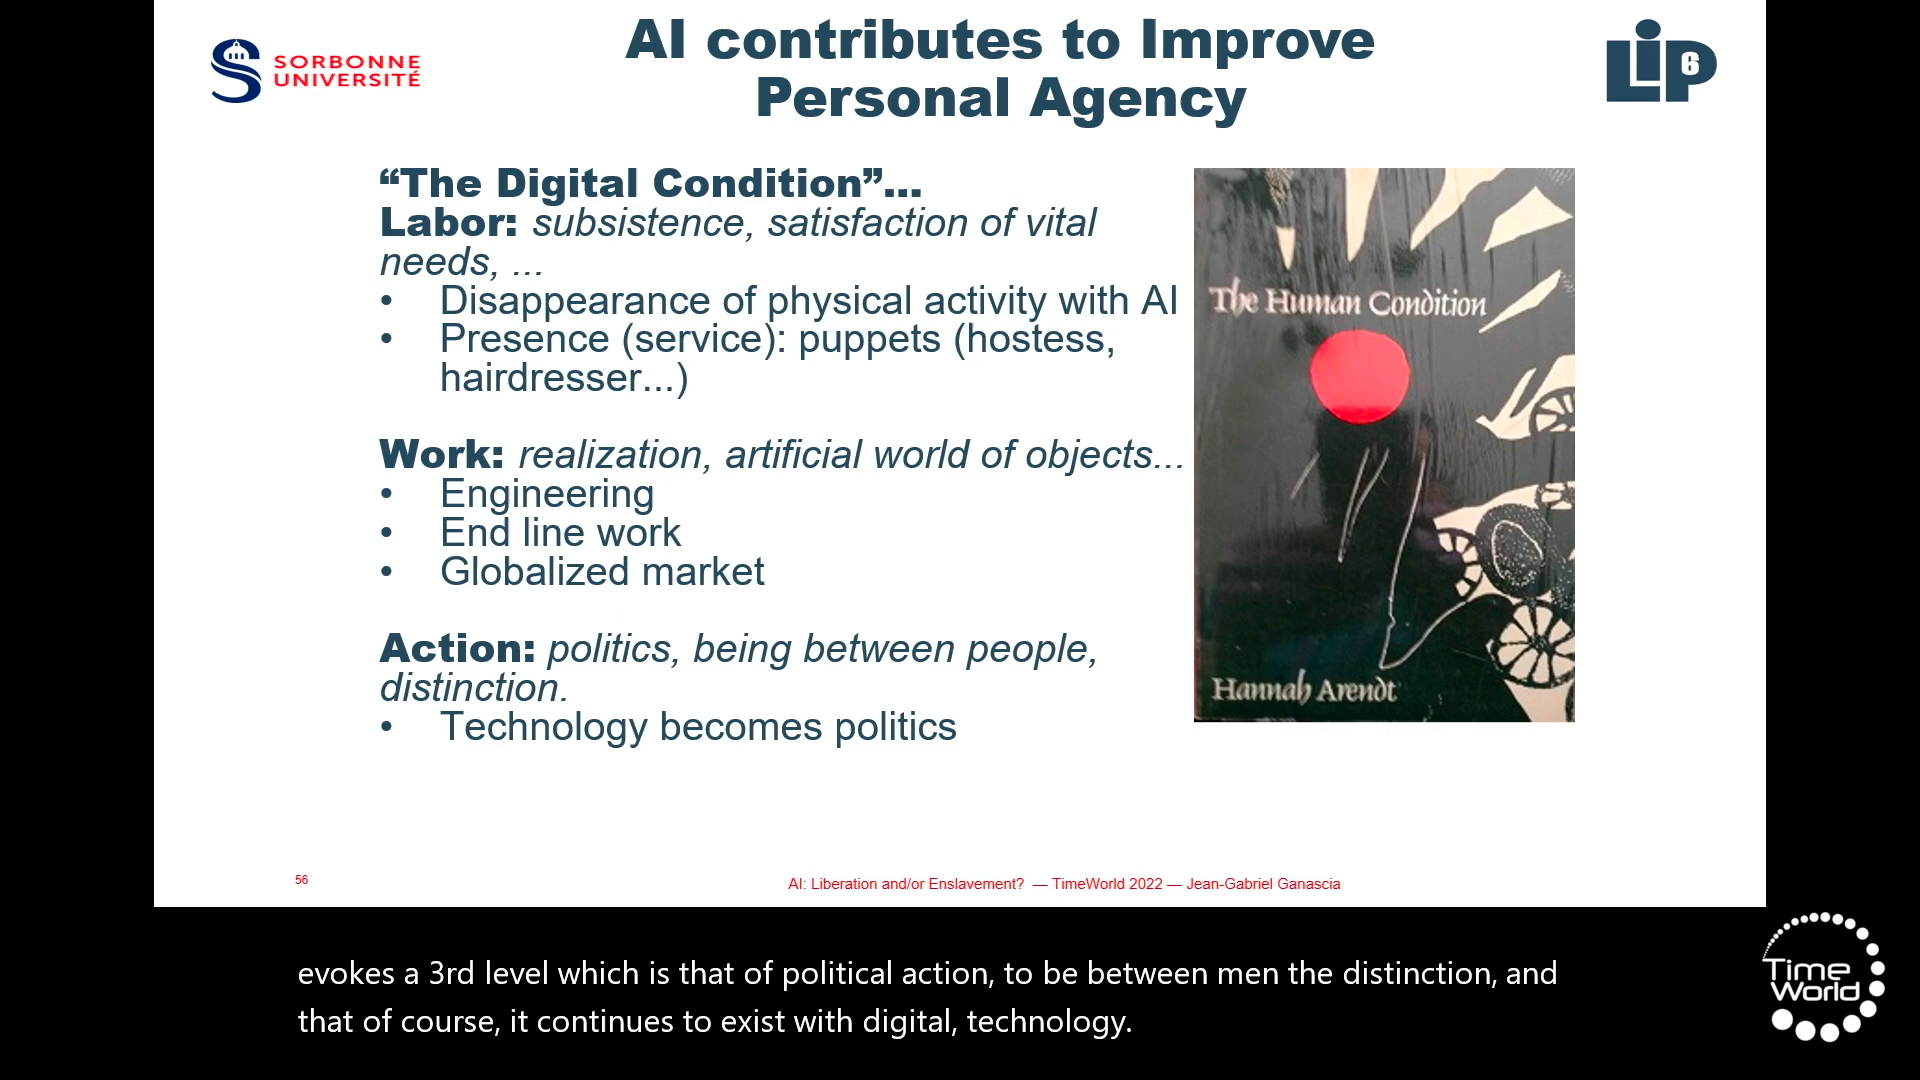 SORBONNE
UNIVERSITÉ
AI contributes to Improve
Personal Agency
LIP6
“The Digital Condition”...
Labor: subsistence, satisfaction of vital
needs, ...
• Disappearance of physical activity with AI
• Presence (service): puppets (hostess,
hairdresser...)
Work: realization, artificial world of objects...
• Engineering
• End line work
• Globalized market
Action: politics, being between people,
distinction.
• Technology becomes politics
The Human Condition
Hannah Arendt
56
AI: Liberation and/or Enslavement? — TimeWorld 2022 — Jean-Gabriel Ganascia
evokes a 3rd level which is that of political action, to be between men the distinction, and
that of course, it continues to exist with digital, technology.
Time
World